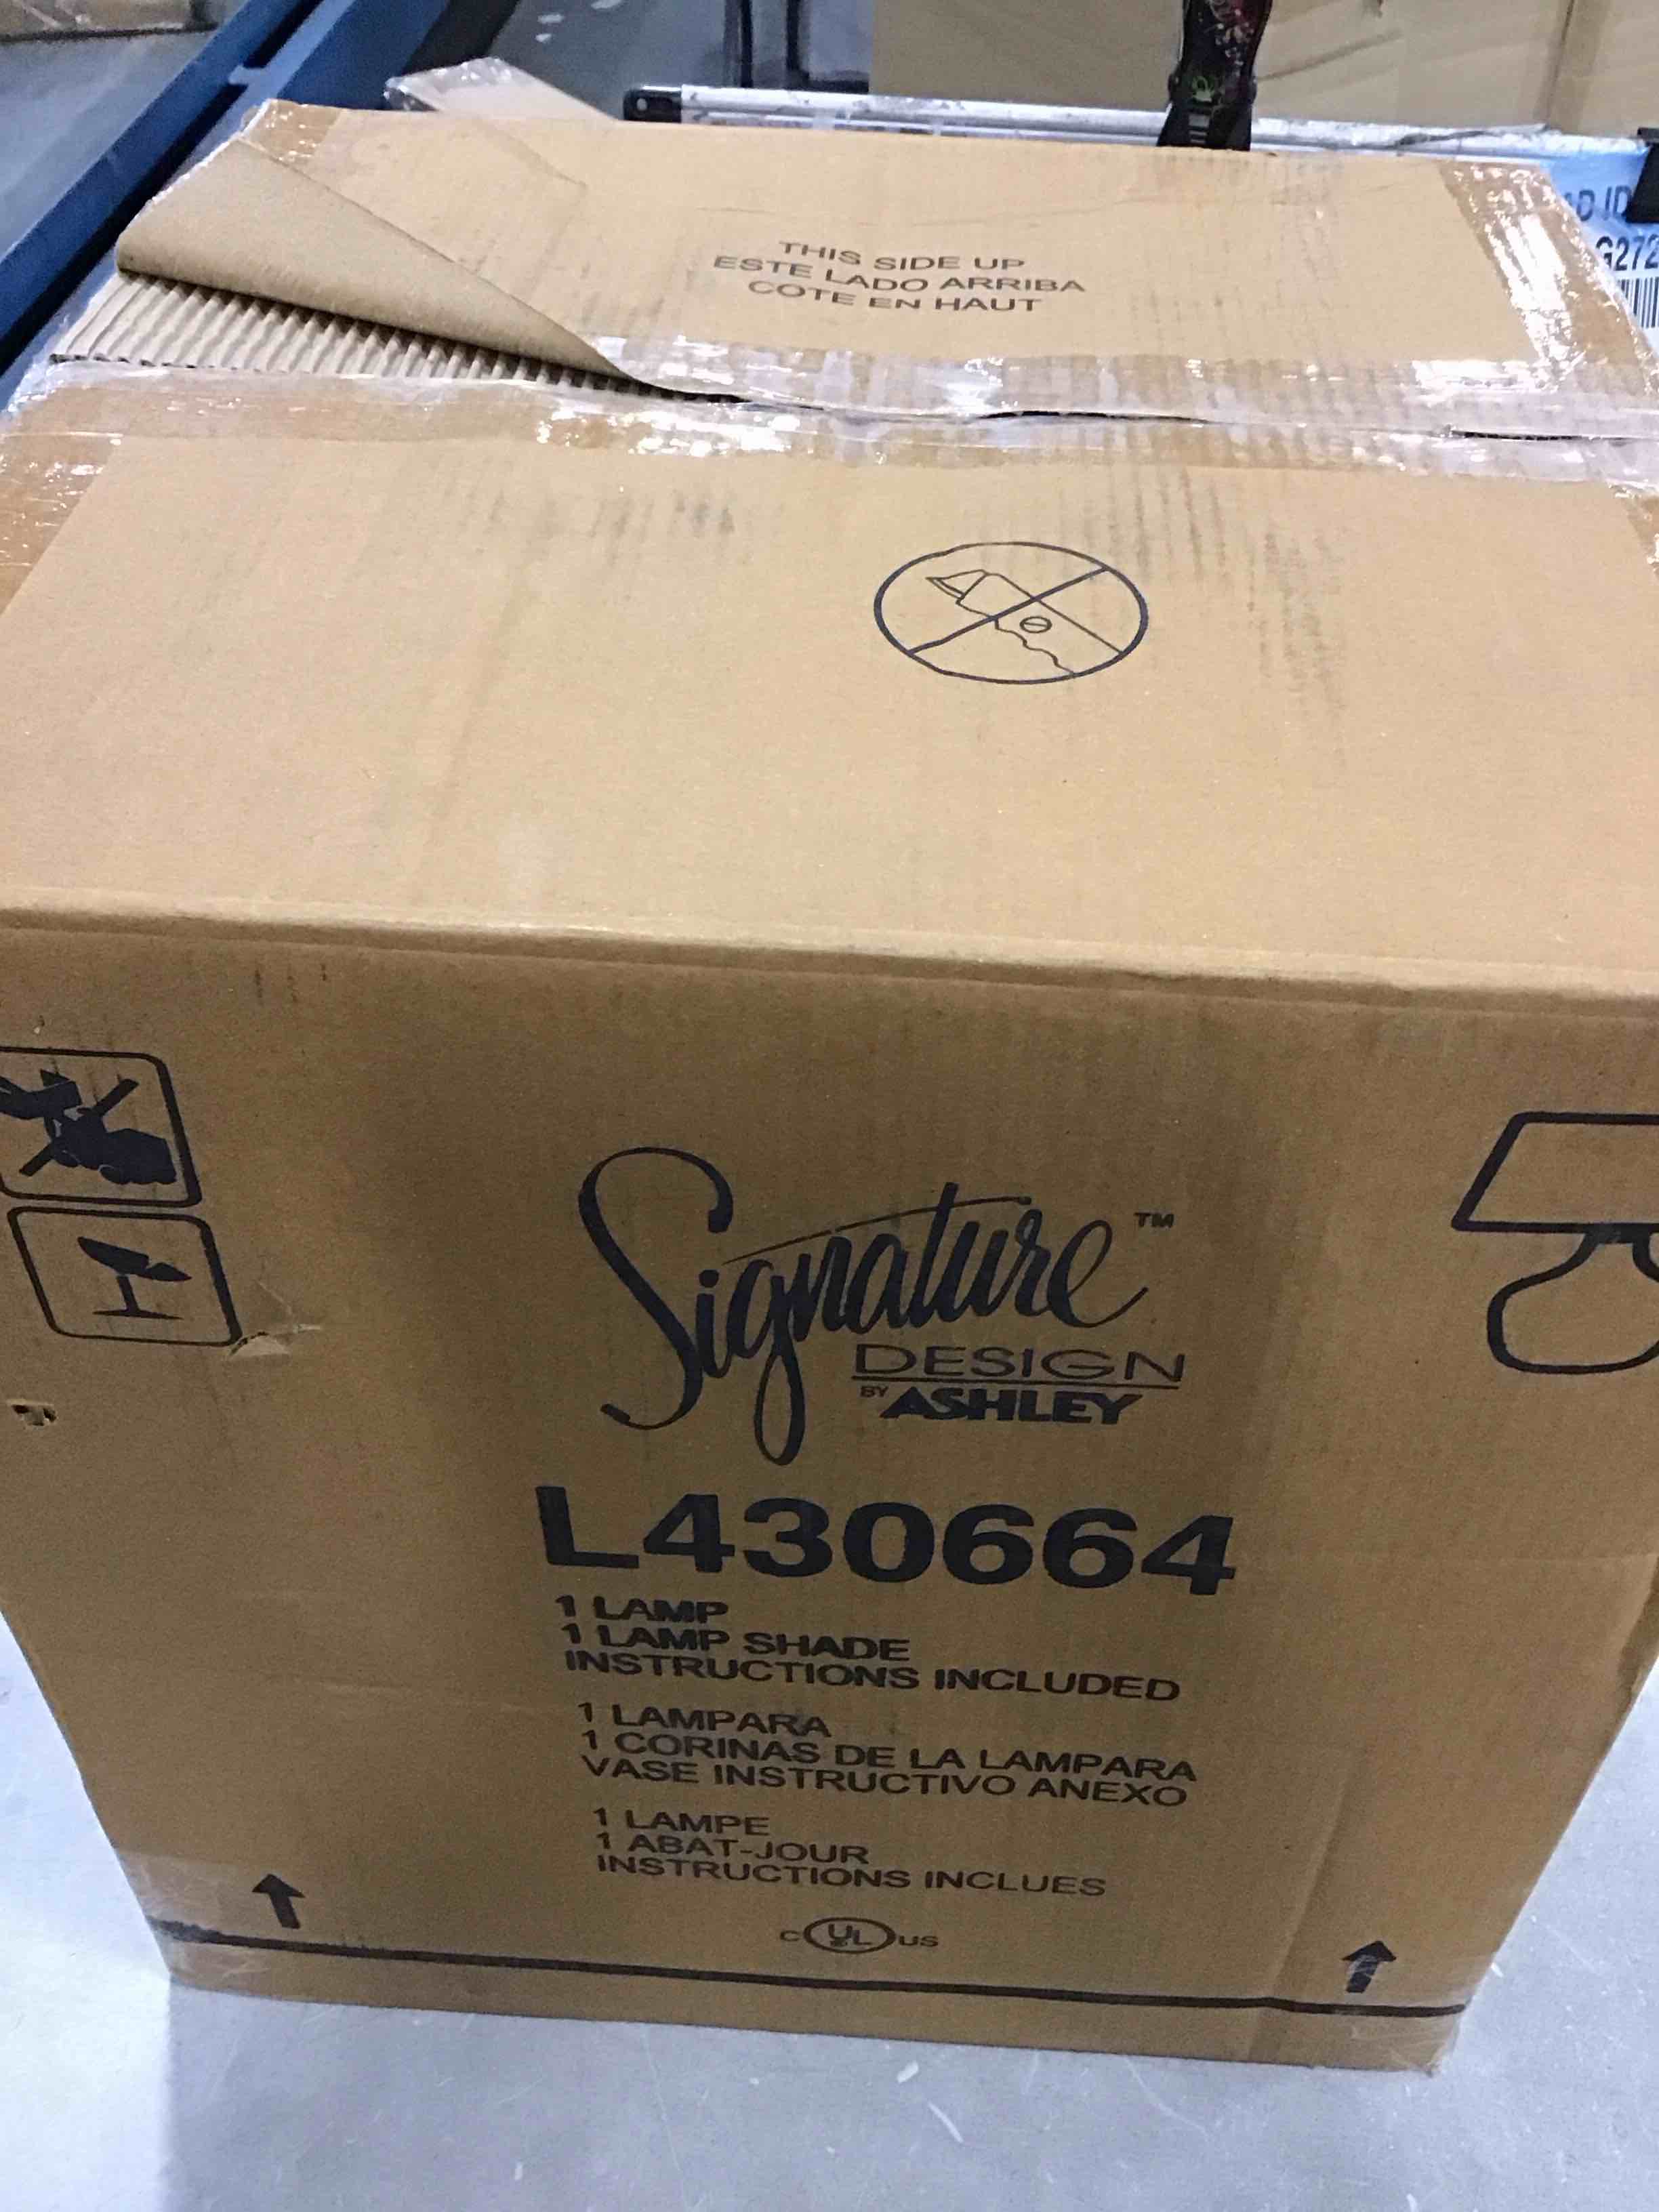 THIS SIDE UP
ESTE LADO ARRIBA
COTE EN HAUT
G272
Signature™
DESIGN
BY ASHLEY
L430664
1 LAMP
1 LAMP SHADE
INSTRUCTIONS INCLUDED
1 LAMPARA
1 CORINAS DE LA LAMPARA
VASE INSTRUCTIVO ANEXO
1 LAMPE
1 ABAT-JOUR
INSTRUCTIONS INCLUES
C UL US